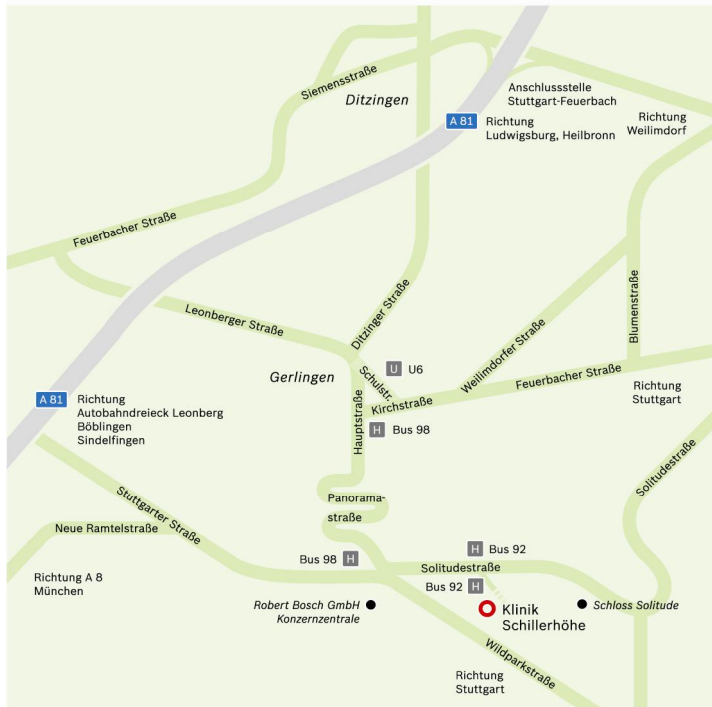 Siemensstraße
Ditzingen
Anschlussstelle
Stuttgart-Feuerbach
A 81
Richtung
Ludwigsburg, Heilbronn
Richtung
Weilimdorf
Feuerbacher Straße
Leonberger Straße
Ditzinger Straße
Blumenstraße
Weilimdorfer Straße
U U6
Gerlingen
Schulstr.
Feuerbacher Straße
Kirchstraße
Richtung
Stuttgart
A 81
Richtung
Autobahndreieck Leonberg
Böblingen
Sindelfingen
Hauptstraße
H Bus 98
Solitudestraße
Stuttgarter Straße
Panorama-
straße
Neue Ramtelstraße
Bus 98 H
H Bus 92
Solitudestraße
Richtung A 8
München
Bus 92 H
Robert Bosch GmbH
Konzernzentrale
Klinik
Schillerhöhe
Schloss Solitude
Wildparkstraße
Richtung
Stuttgart